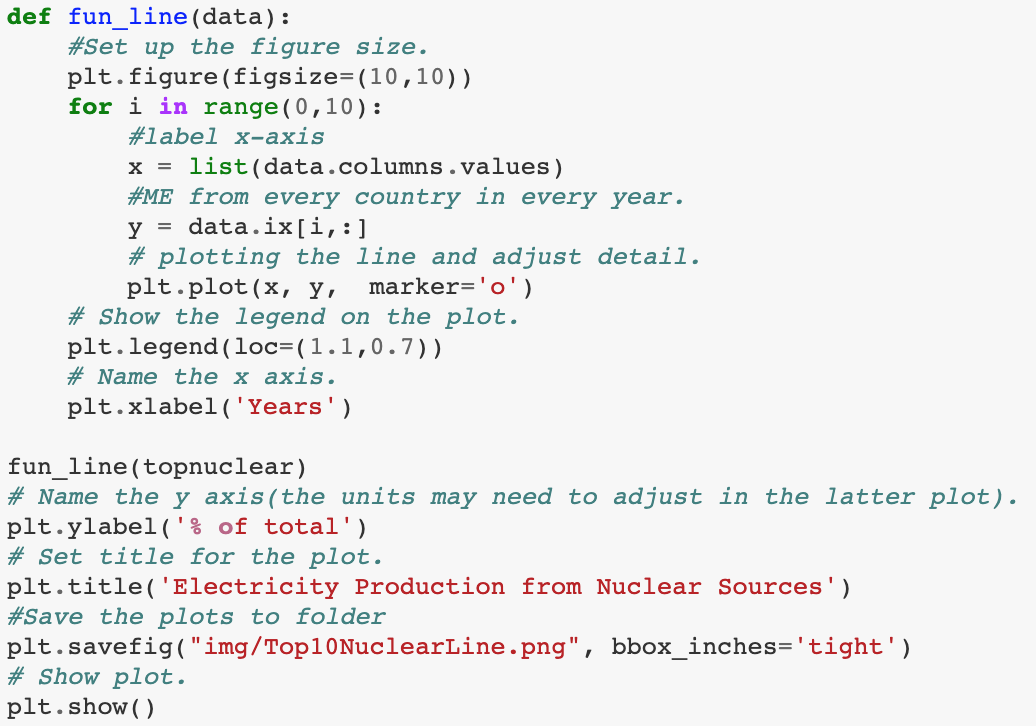 def fun_line(data):
    #Set up the figure size.
    plt.figure(figsize=(10,10))
    for i in range(0,10):
        #label x-axis
        x = list(data.columns.values)
        #ME from every country in every year.
        y = data.ix[i,:]
        # plotting the line and adjust detail.
        plt.plot(x, y,  marker='o')
    # Show the legend on the plot.
    plt.legend(loc=(1.1,0.7))
    # Name the x axis.
    plt.xlabel('Years')

fun_line(topnuclear)
# Name the y axis(the units may need to adjust in the latter plot).
plt.ylabel('% of total')
# Set title for the plot.
plt.title('Electricity Production from Nuclear Sources')
#Save the plots to folder
plt.savefig("img/Top10NuclearLine.png", bbox_inches='tight')
# Show plot.
plt.show()